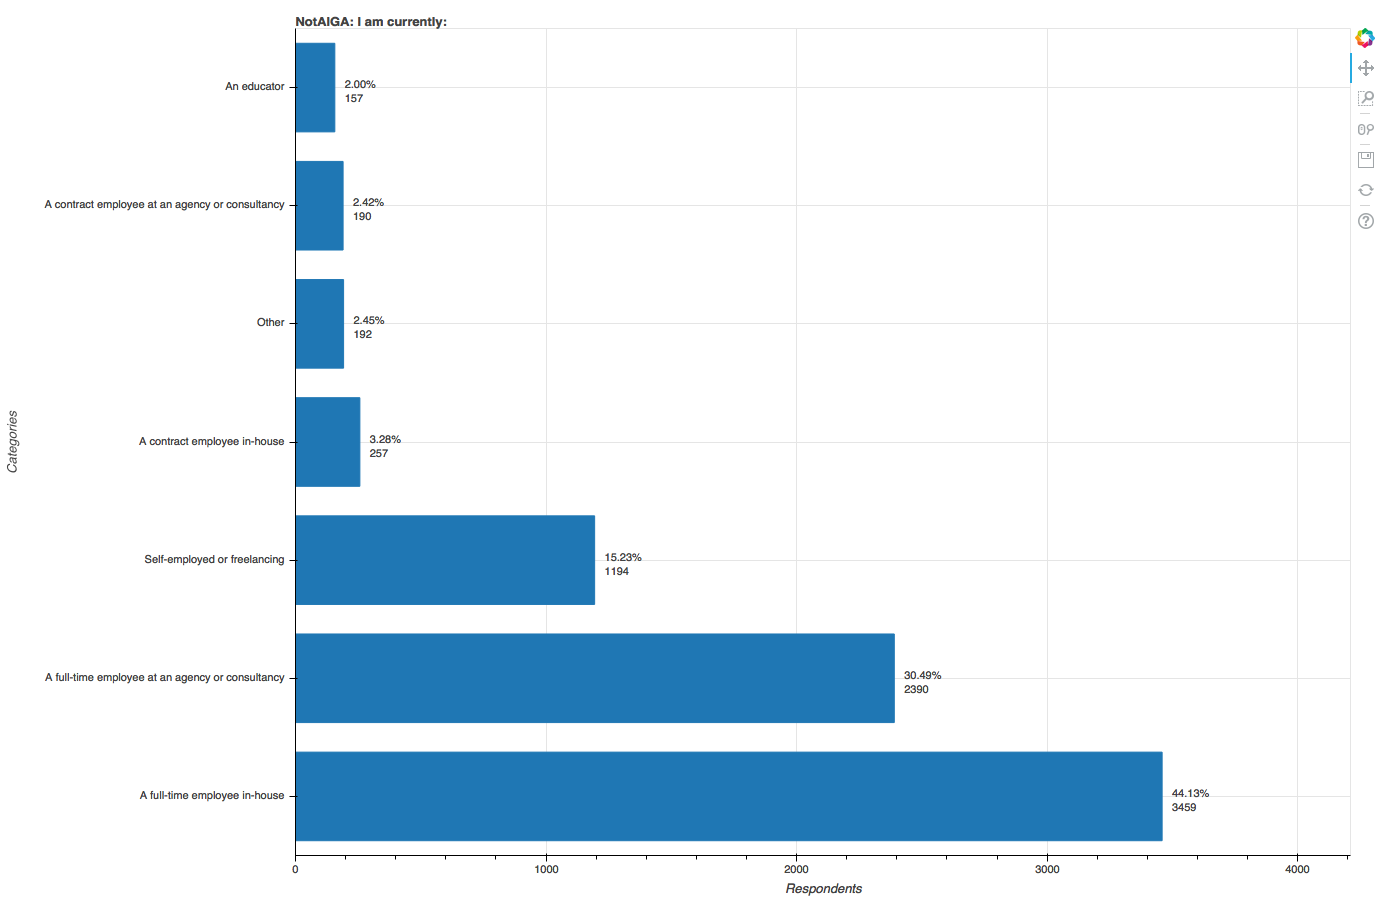 NotAIGA: I am currently:
An educator
2.00%
157
A contract employee at an agency or consultancy
2.42%
190
Other
2.45%
192
A contract employee in-house
3.28%
257
Self-employed or freelancing
15.23%
1194
A full-time employee at an agency or consultancy
30.49%
2390
A full-time employee in-house
44.13%
3459
Categories
0 1000 2000 3000 4000
Respondents